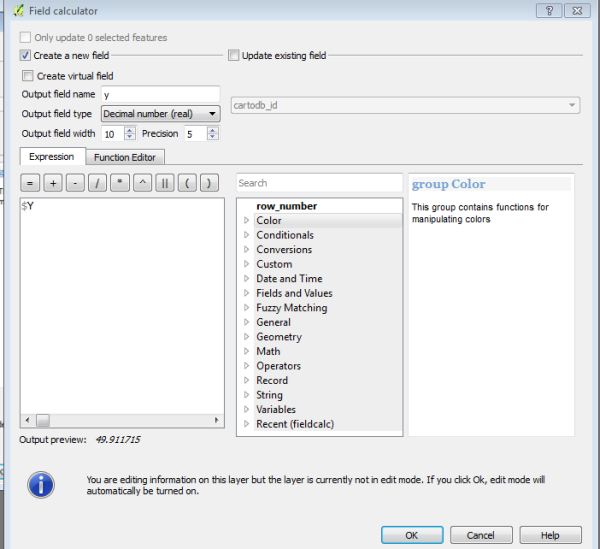 Field calculator
Only update 0 selected features
Create a new field
Update existing field
Create virtual field
Output field name y
Output field type Decimal number (real)
cartodb_id
Output field width 10 Precision 5
Expression Function Editor
= + - / * ^ || ( )
Search
group Color
This group contains functions for
manipulating colors
$Y
row_number
Color
Conditionals
Conversions
Custom
Date and Time
Fields and Values
Fuzzy Matching
General
Geometry
Math
Operators
Record
String
Variables
Recent (fieldcalc)
Output preview: 49.911715
You are editing information on this layer but the layer is currently not in edit mode. If you click Ok, edit mode will
automatically be turned on.
OK Cancel Help